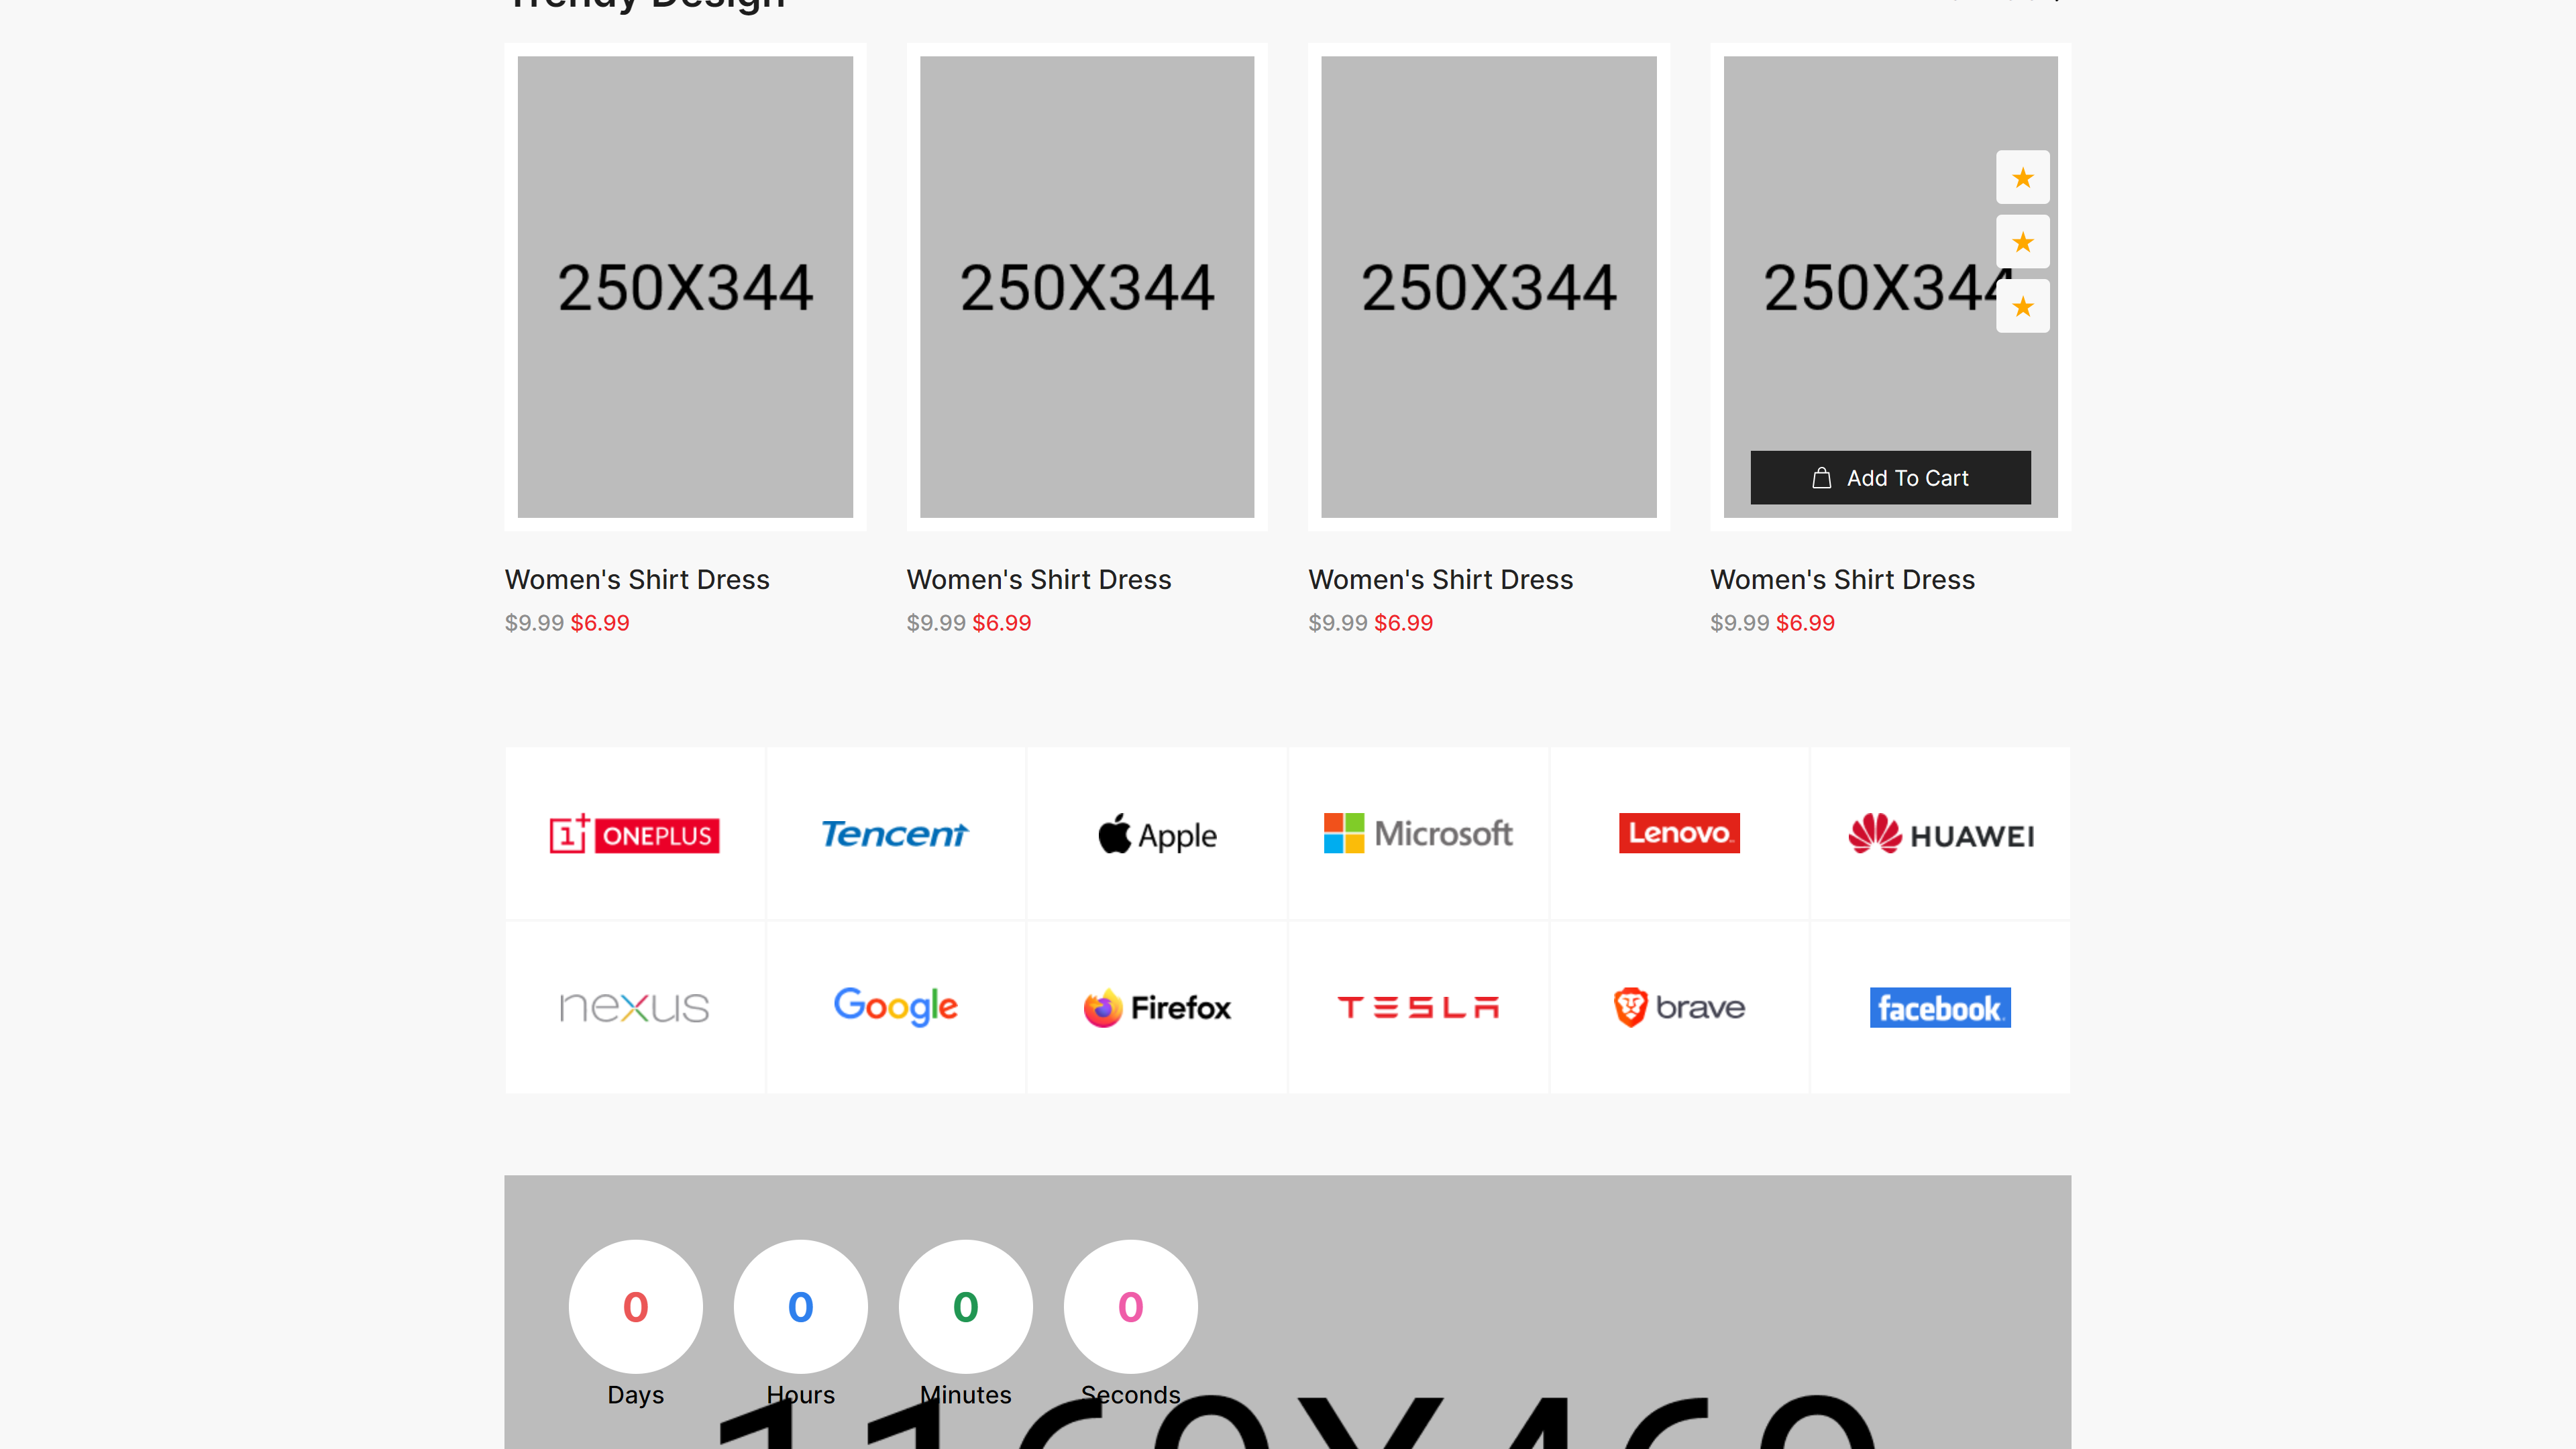 Trendy Design
250X344
250X344
250X344
250X344
Add To Cart
Women's Shirt Dress
$9.99 $6.99
Women's Shirt Dress
$9.99 $6.99
Women's Shirt Dress
$9.99 $6.99
Women's Shirt Dress
$9.99 $6.99
1+ ONEPLUS
Tencent
Apple
Microsoft
Lenovo
HUAWEI
nexus
Google
Firefox
TESLA
brave
facebook
0
Days
0
Hours
0
Minutes
0
Seconds
1160X460